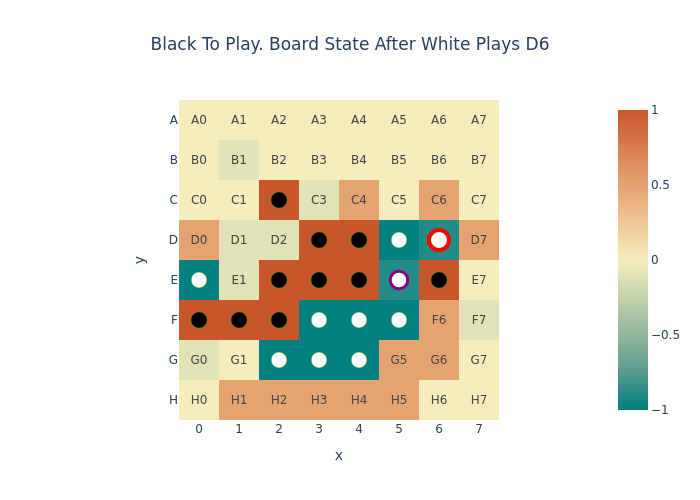 Black To Play. Board State After White Plays D6
A A0 A1 A2 A3 A4 A5 A6 A7
B B0 B1 B2 B3 B4 B5 B6 B7
C C0 C1 C3 C4 C5 C6 C7
D D0 D1 D2 D7
E E1 E7
F F6 F7
G G0 G1 G5 G6 G7
H H0 H1 H2 H3 H4 H5 H6 H7
0 1 2 3 4 5 6 7
x
y
1
0.5
0
−0.5
−1